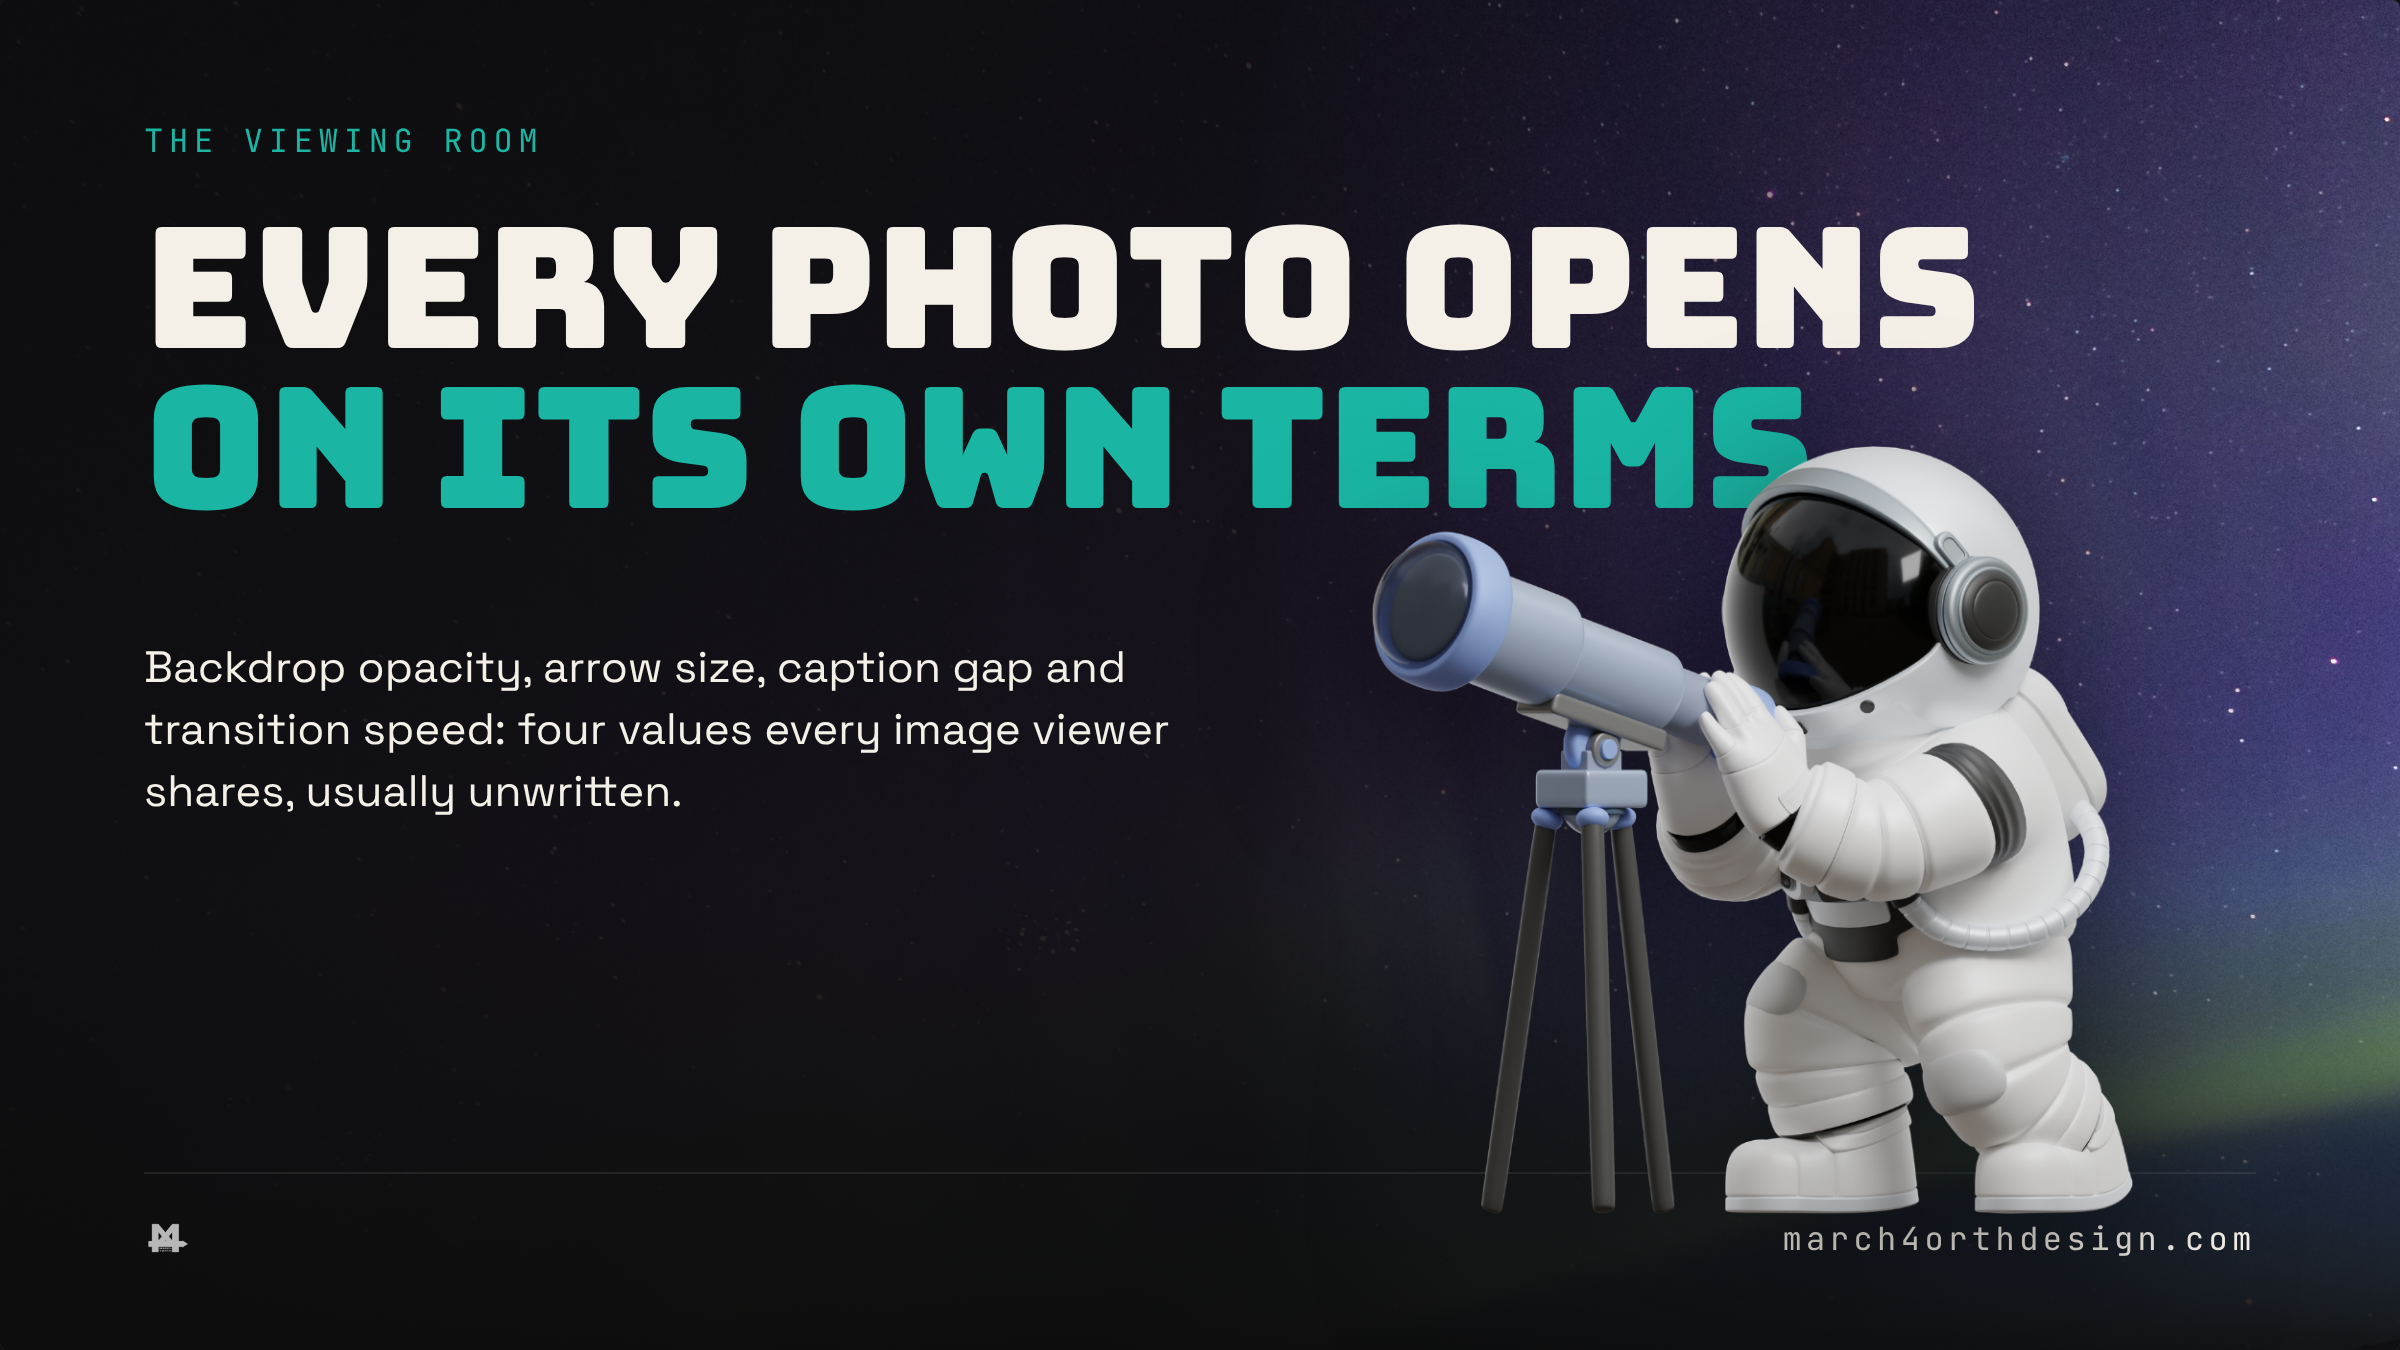 THE VIEWING ROOM
EVERY PHOTO OPENS
ON ITS OWN TERMS
Backdrop opacity, arrow size, caption gap and
transition speed: four values every image viewer
shares, usually unwritten.
march4orthdesign.com